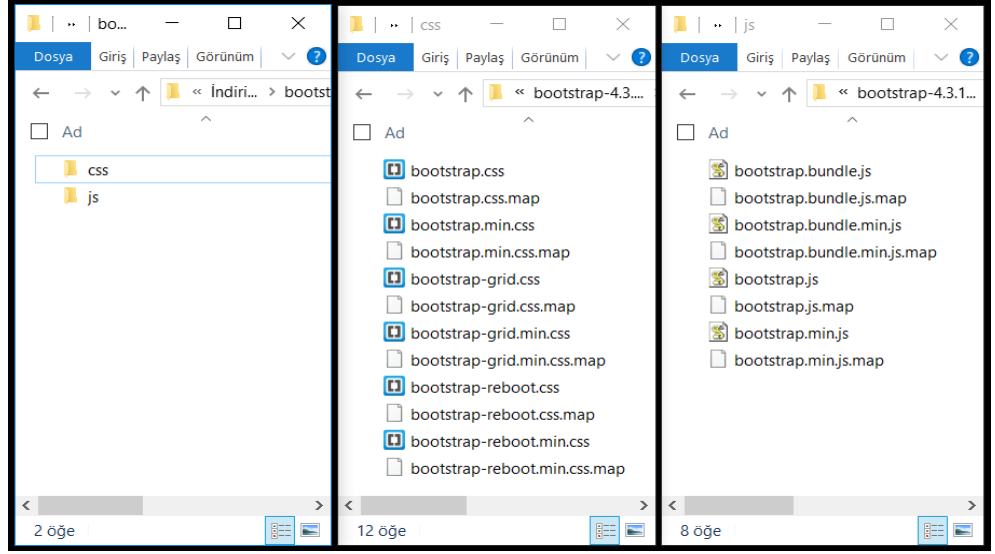 bo...
Dosya Giriş Paylaş Görünüm ?
« İndiri... > bootst
Ad
css
js
2 öğe
css
Dosya Giriş Paylaş Görünüm ?
« bootstrap-4.3....
Ad
bootstrap.css
bootstrap.css.map
bootstrap.min.css
bootstrap.min.css.map
bootstrap-grid.css
bootstrap-grid.css.map
bootstrap-grid.min.css
bootstrap-grid.min.css.map
bootstrap-reboot.css
bootstrap-reboot.css.map
bootstrap-reboot.min.css
bootstrap-reboot.min.css.map
12 öğe
js
Dosya Giriş Paylaş Görünüm ?
« bootstrap-4.3.1...
Ad
bootstrap.bundle.js
bootstrap.bundle.js.map
bootstrap.bundle.min.js
bootstrap.bundle.min.js.map
bootstrap.js
bootstrap.js.map
bootstrap.min.js
bootstrap.min.js.map
8 öğe